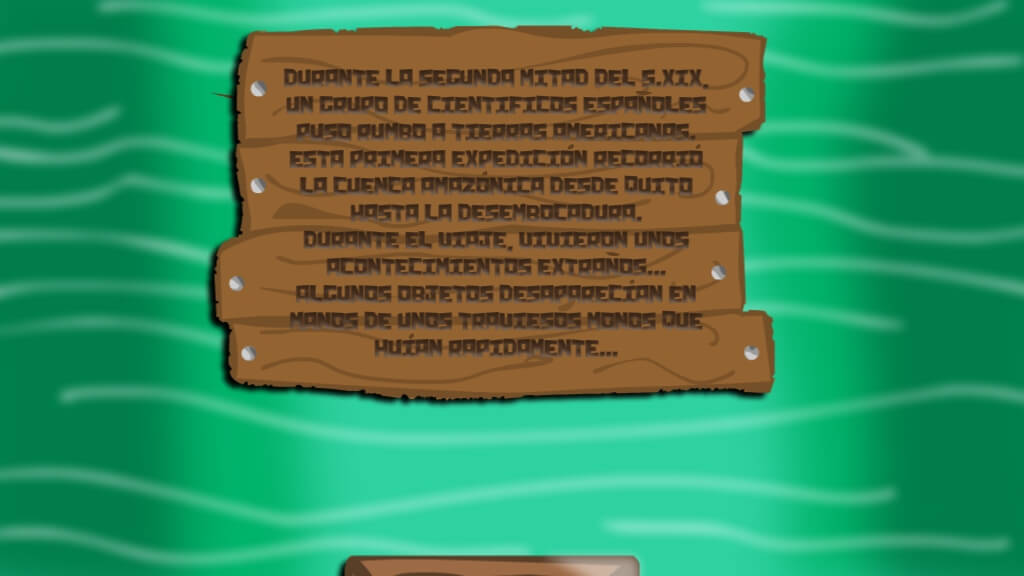 DURANTE LA SEGUNDA MITAD DEL S.XIX,
UN GRUPO DE CIENTIFICOS ESPAÑOLES
PUSO RUMBO A TIERRAS AMERICANAS.
ESTA PRIMERA EXPEDICIÓN RECORRIÓ
LA CUENCA AMAZÓNICA DESDE QUITO
HASTA LA DESEMBOCADURA.
DURANTE EL VIAJE, VIVIERON UNOS
ACONTECIMIENTOS EXTRAÑOS...
ALGUNOS OBJETOS DESAPARECÍAN EN
MANOS DE UNOS TRAVIESOS MONOS QUE
HUÍAN RAPIDAMENTE...